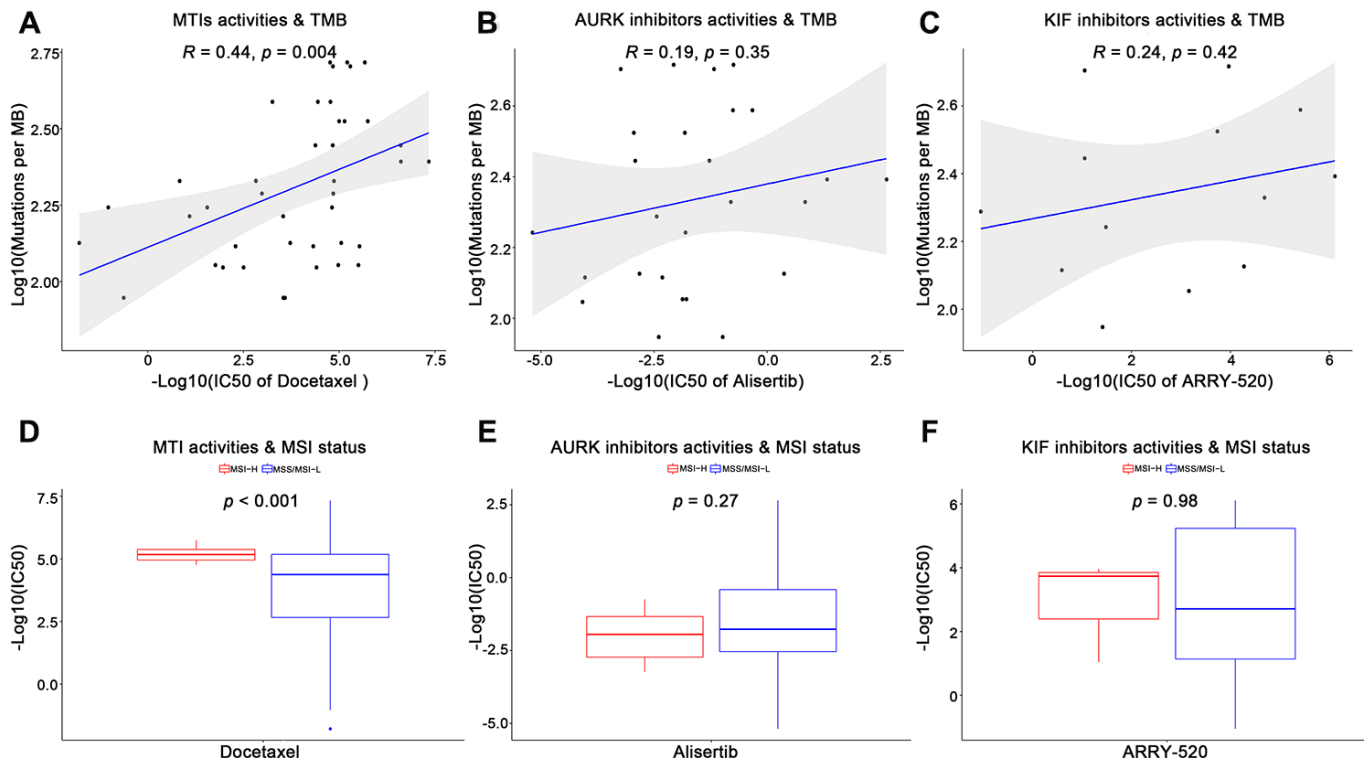 A
MTIs activities & TMB
R = 0.44, p = 0.004
Log10(Mutations per MB)
2.75
2.50
2.25
2.00
0
2.5
5.0
7.5
-Log10(IC50 of Docetaxel )
B
AURK inhibitors activities & TMB
R = 0.19, p = 0.35
Log10(Mutations per MB)
2.6
2.4
2.2
2.0
-5.0
-2.5
0.0
2.5
-Log10(IC50 of Alisertib)
C
KIF inhibitors activities & TMB
R = 0.24, p = 0.42
Log10(Mutations per MB)
2.6
2.4
2.2
2.0
0
2
4
6
-Log10(IC50 of ARRY-520)
D
MTI activities & MSI status
MSI-H MSS/MSI-L
p < 0.001
-Log10(IC50)
7.5
5.0
2.5
0.0
Docetaxel
E
AURK inhibitors activities & MSI status
MSI-H MSS/MSI-L
p = 0.27
-Log10(IC50)
2.5
0.0
-2.5
-5.0
Alisertib
F
KIF inhibitors activities & MSI status
MSI-H MSS/MSI-L
p = 0.98
-Log10(IC50)
6
4
2
0
ARRY-520